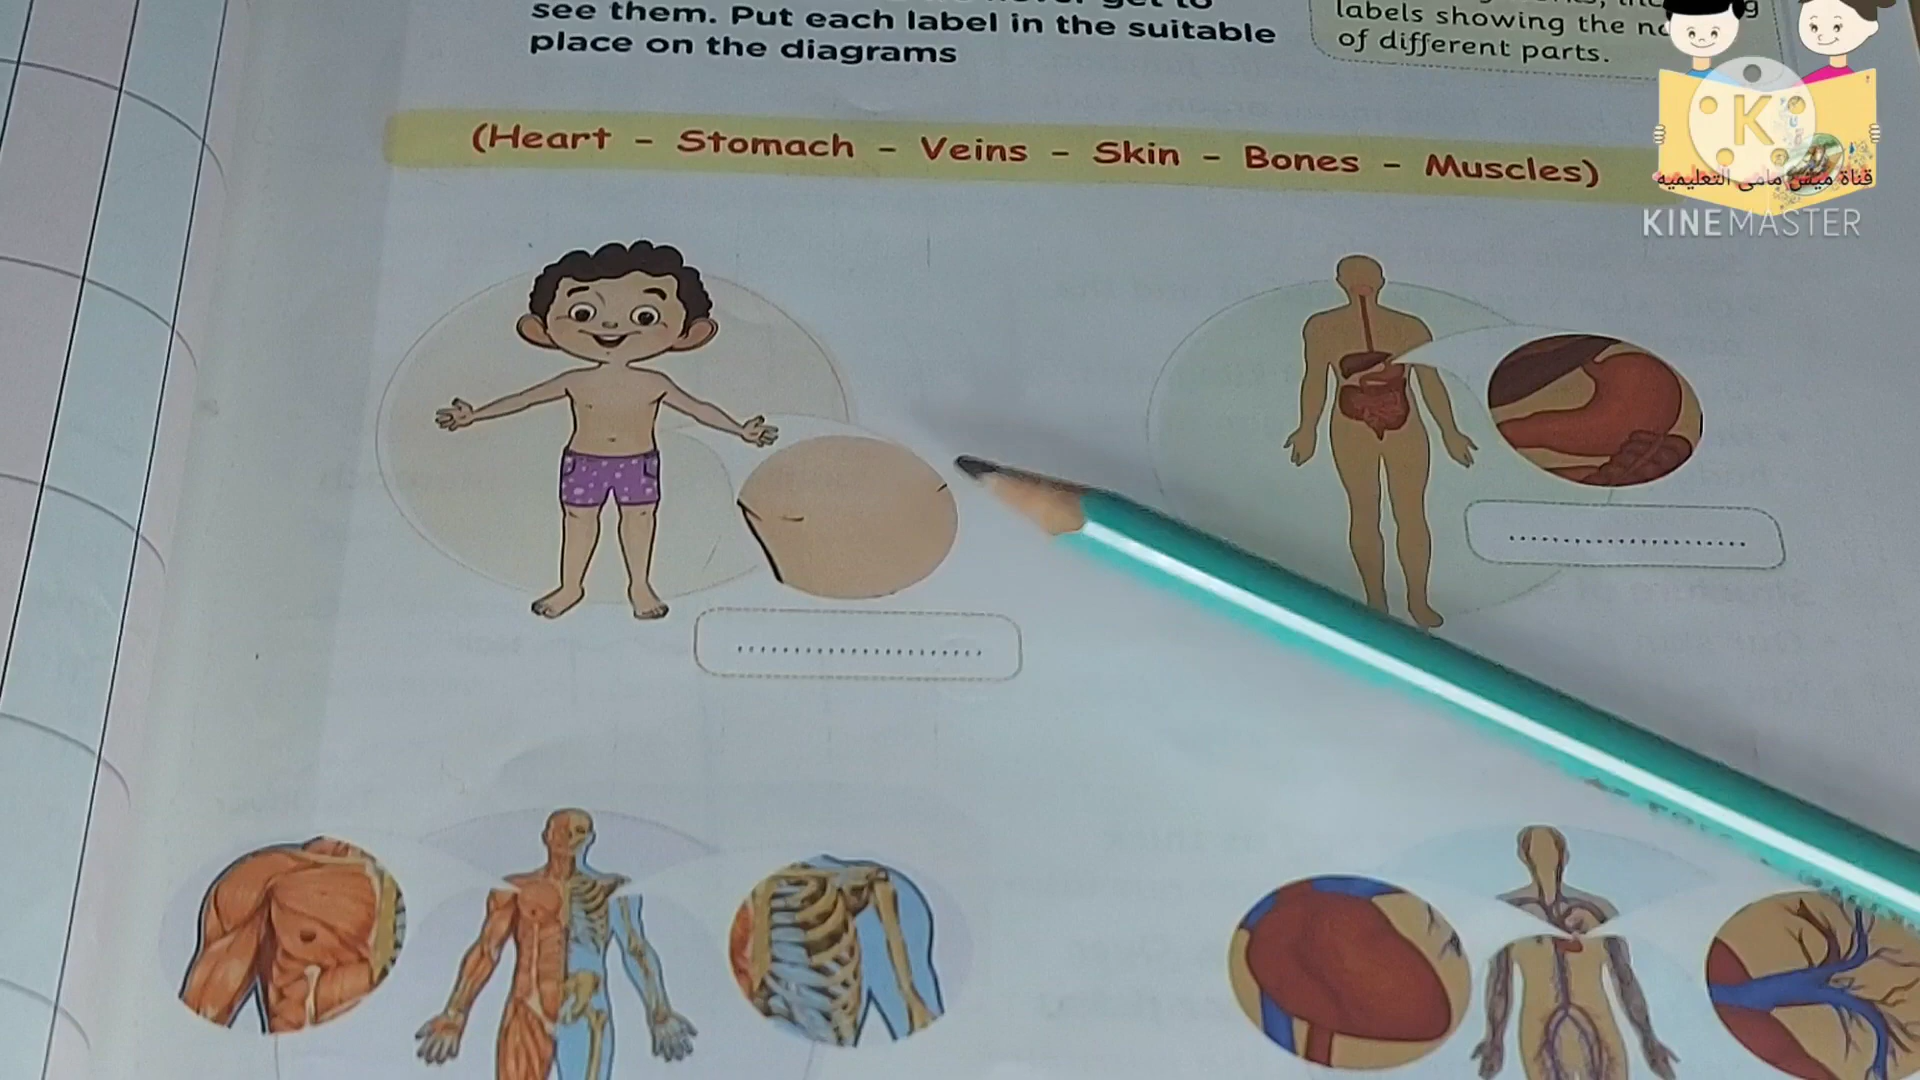 see them. Put each label in the suitable
place on the diagrams
labels showing the
of different parts.
(Heart - Stomach - Veins - Skin - Bones - Muscles)
قناة ميس مامى التعليميه
K
KINEMASTER